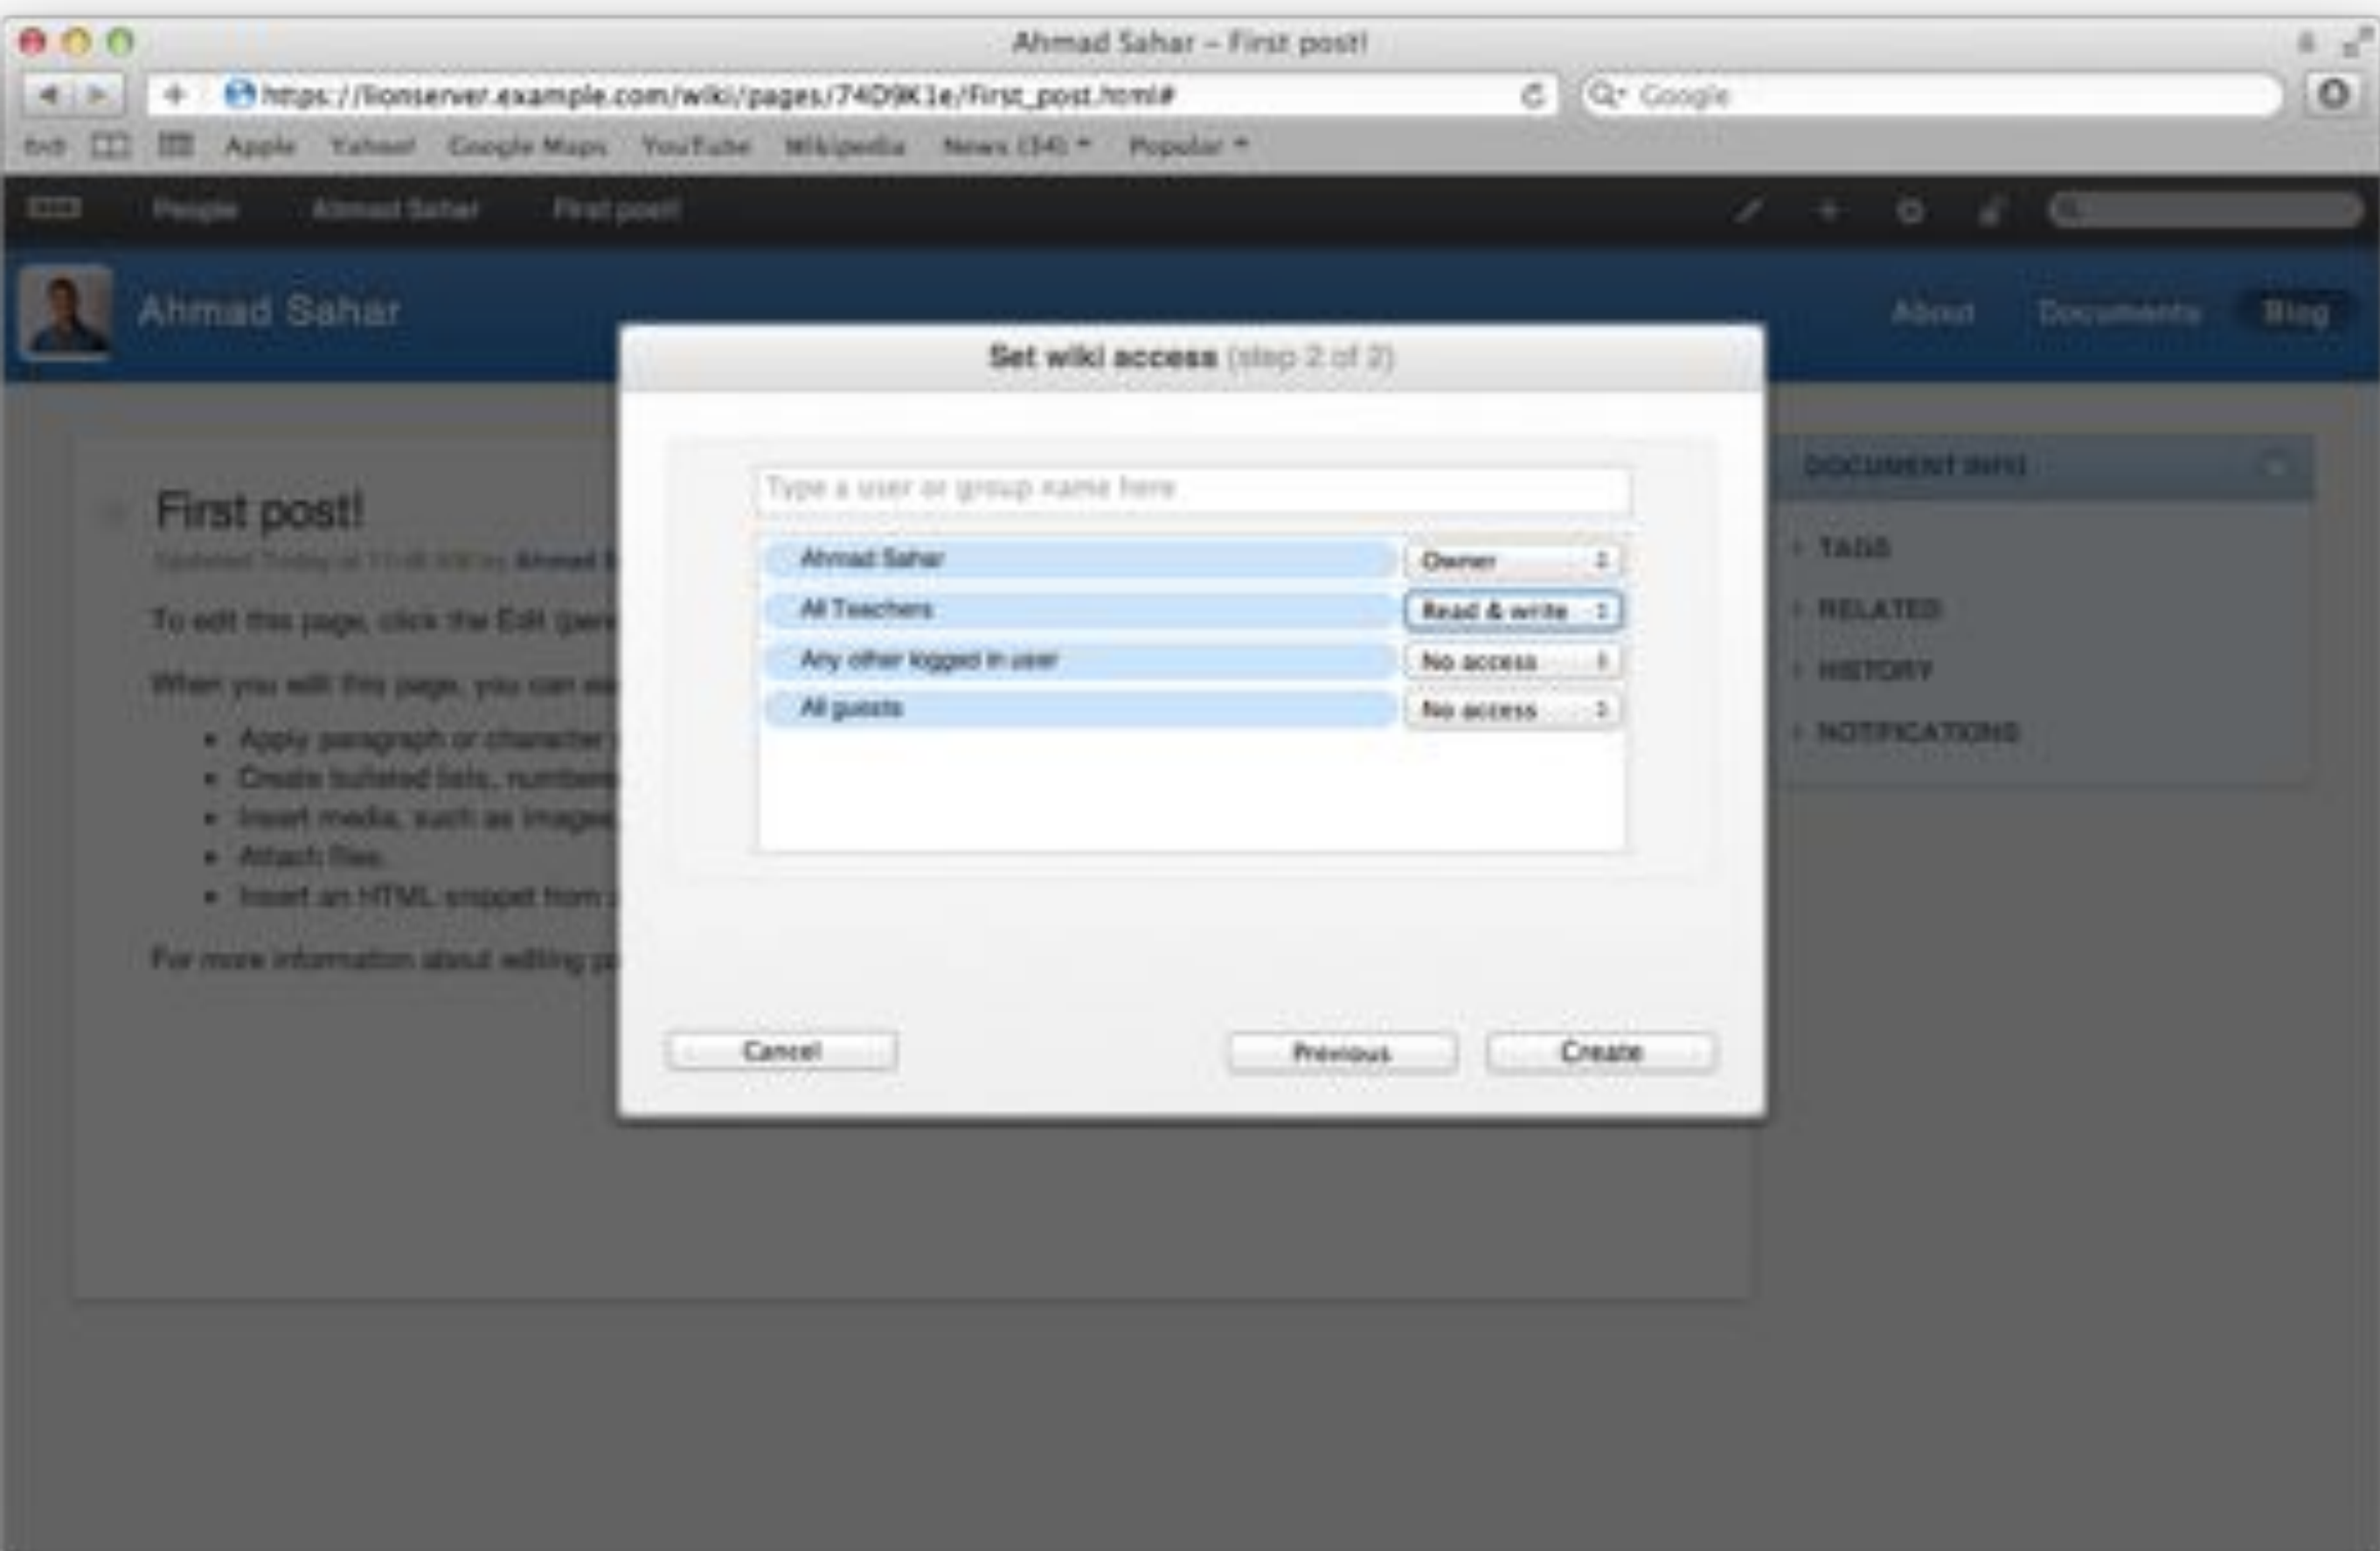 Ahmad Sahar – First post!
https://lionserver.example.com/wiki/pages/74D9K1e/First_post.html#
Google
Apple Yahoo! Google Maps YouTube Wikipedia News (34) Popular
People Ahmad Sahar First post!
Ahmad Sahar
About Documents Blog
Set wiki access (step 2 of 2)
Type a user or group name here
Ahmad Sahar Owner
All Teachers Read & write
Any other logged in user No access
All guests No access
Cancel Previous Create
First post!
Updated Today at by Ahmad
To edit this page, click the Edit
When you edit this page, you can
• Apply paragraph or character
• Create bulleted lists,
• Insert media, such as images,
• Attach files.
• Insert an HTML snippet from
For more information about editing
DOCUMENT INFO
TAGS
RELATED
HISTORY
NOTIFICATIONS